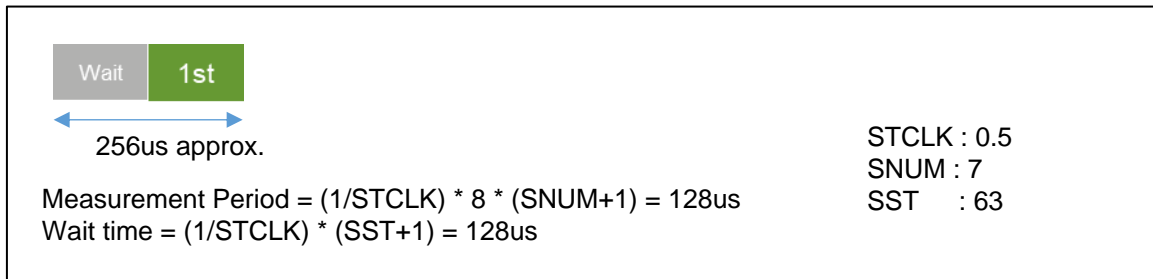 Wait 1st
256us approx.
STCLK : 0.5
SNUM : 7
SST : 63
Measurement Period = (1/STCLK) * 8 * (SNUM+1) = 128us
Wait time = (1/STCLK) * (SST+1) = 128us